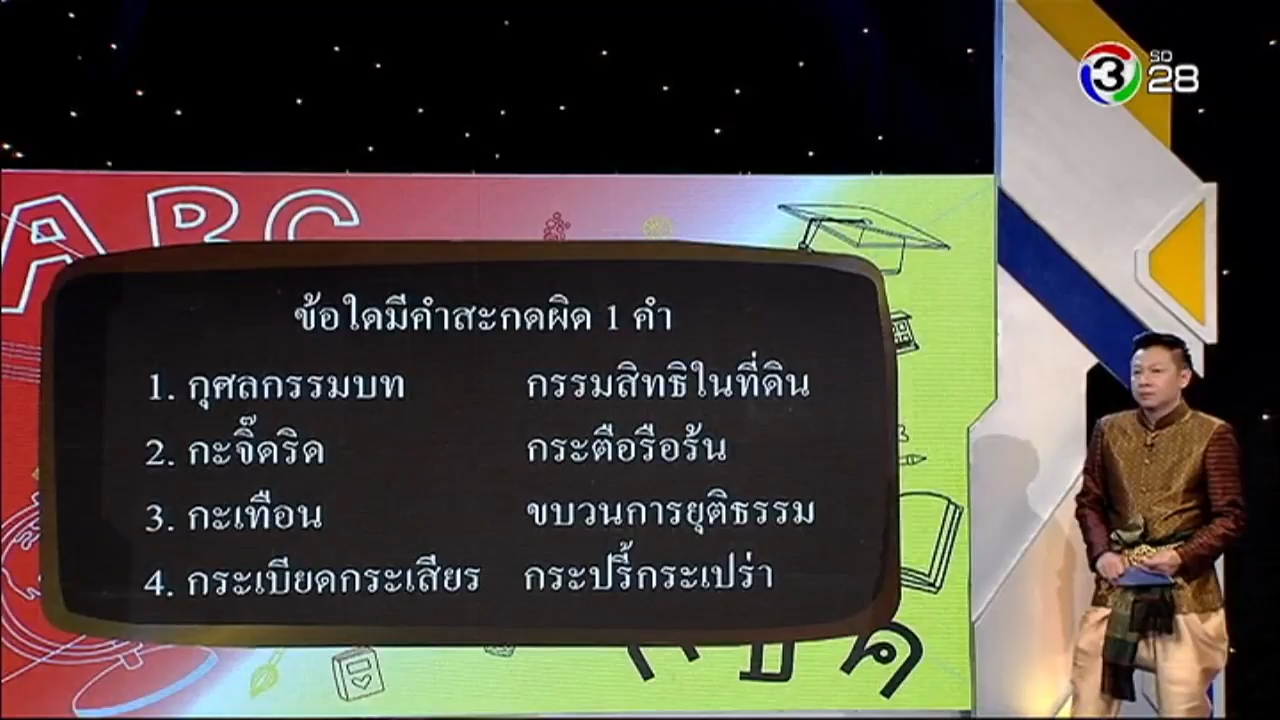 3 SD 28
ABC
ข้อใดมีคำสะกดผิด 1 คำ
1. กุศลกรรมบท กรรมสิทธิในที่ดิน
2. กะจิ๊ดริด กระตือรือร้น
3. กะเทือน ขบวนการยุติธรรม
4. กระเบียดกระเสียร กระปรี้กระเปร่า
ก ข ค